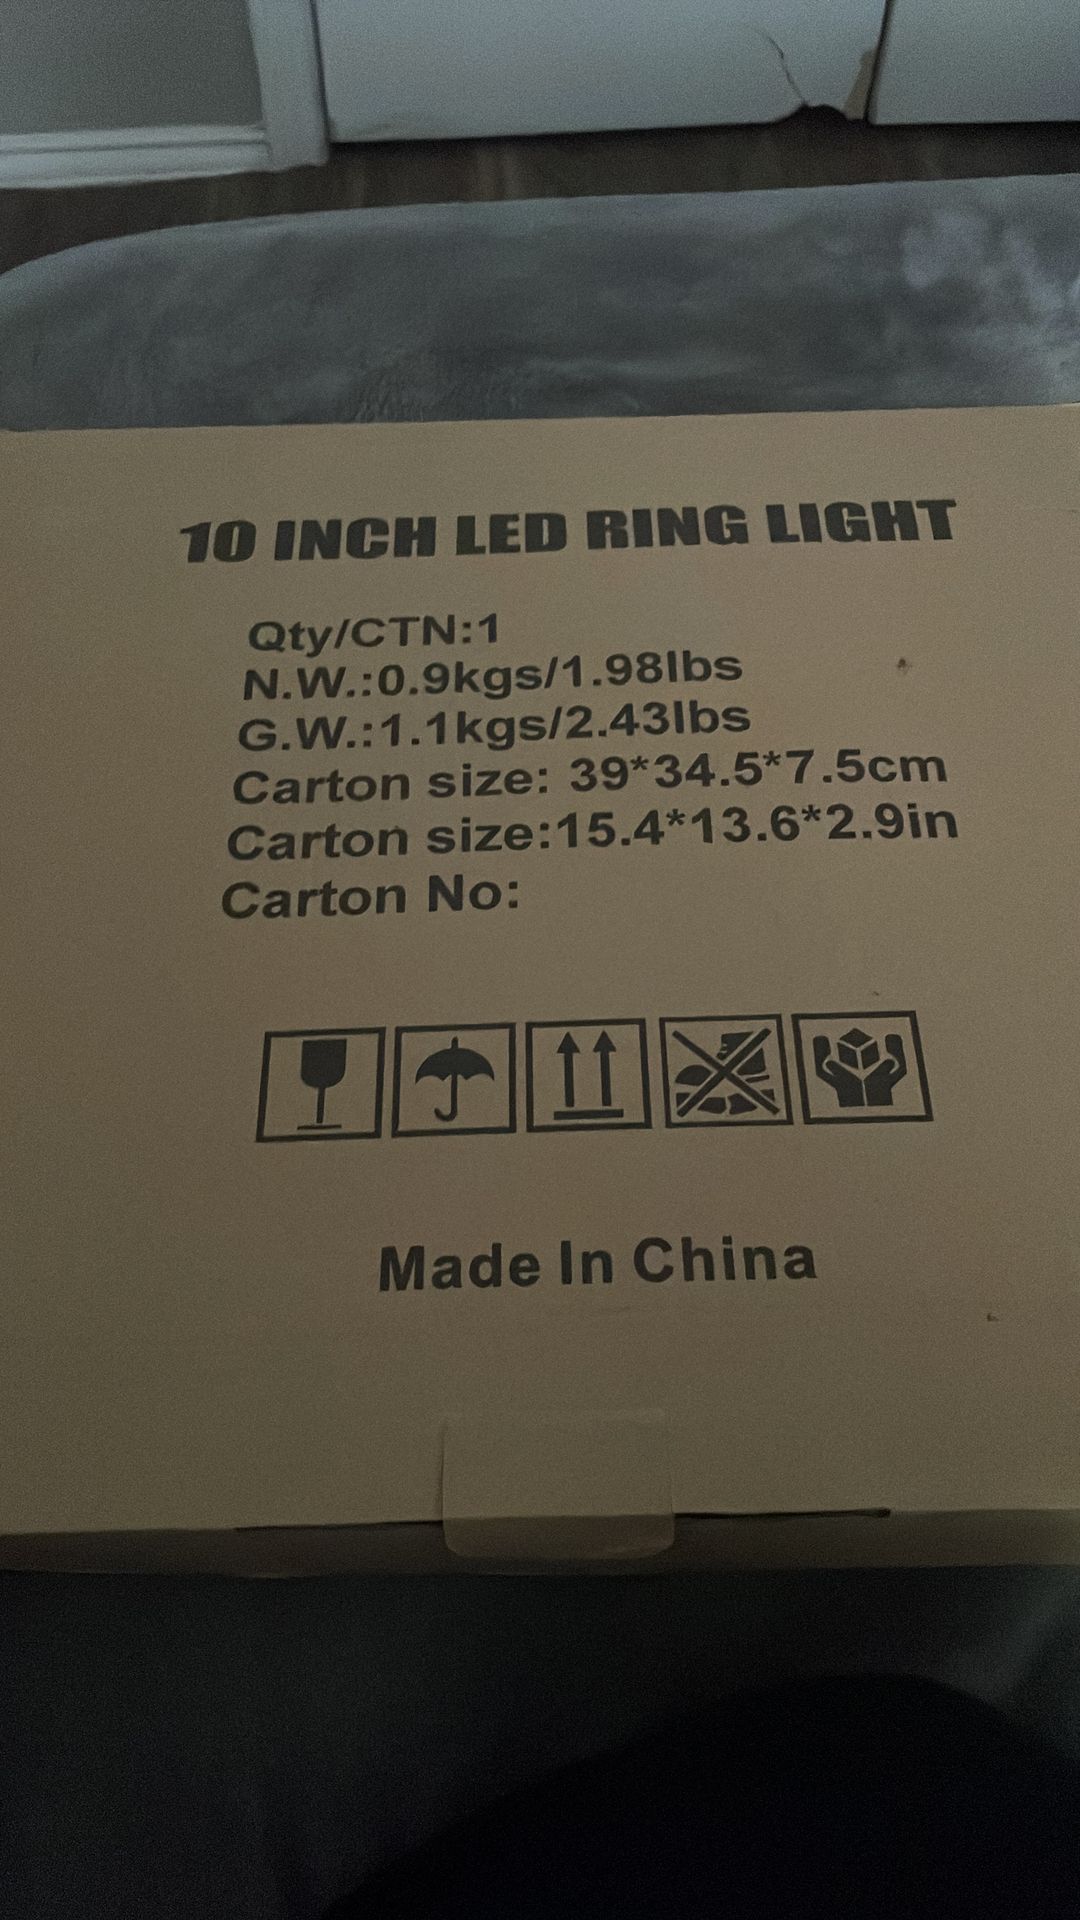 10 INCH LED RING LIGHT
Qty/CTN:1
N.W.:0.9kgs/1.98lbs
G.W.:1.1kgs/2.43lbs
Carton size: 39*34.5*7.5cm
Carton size:15.4*13.6*2.9in
Carton No:
Made In China